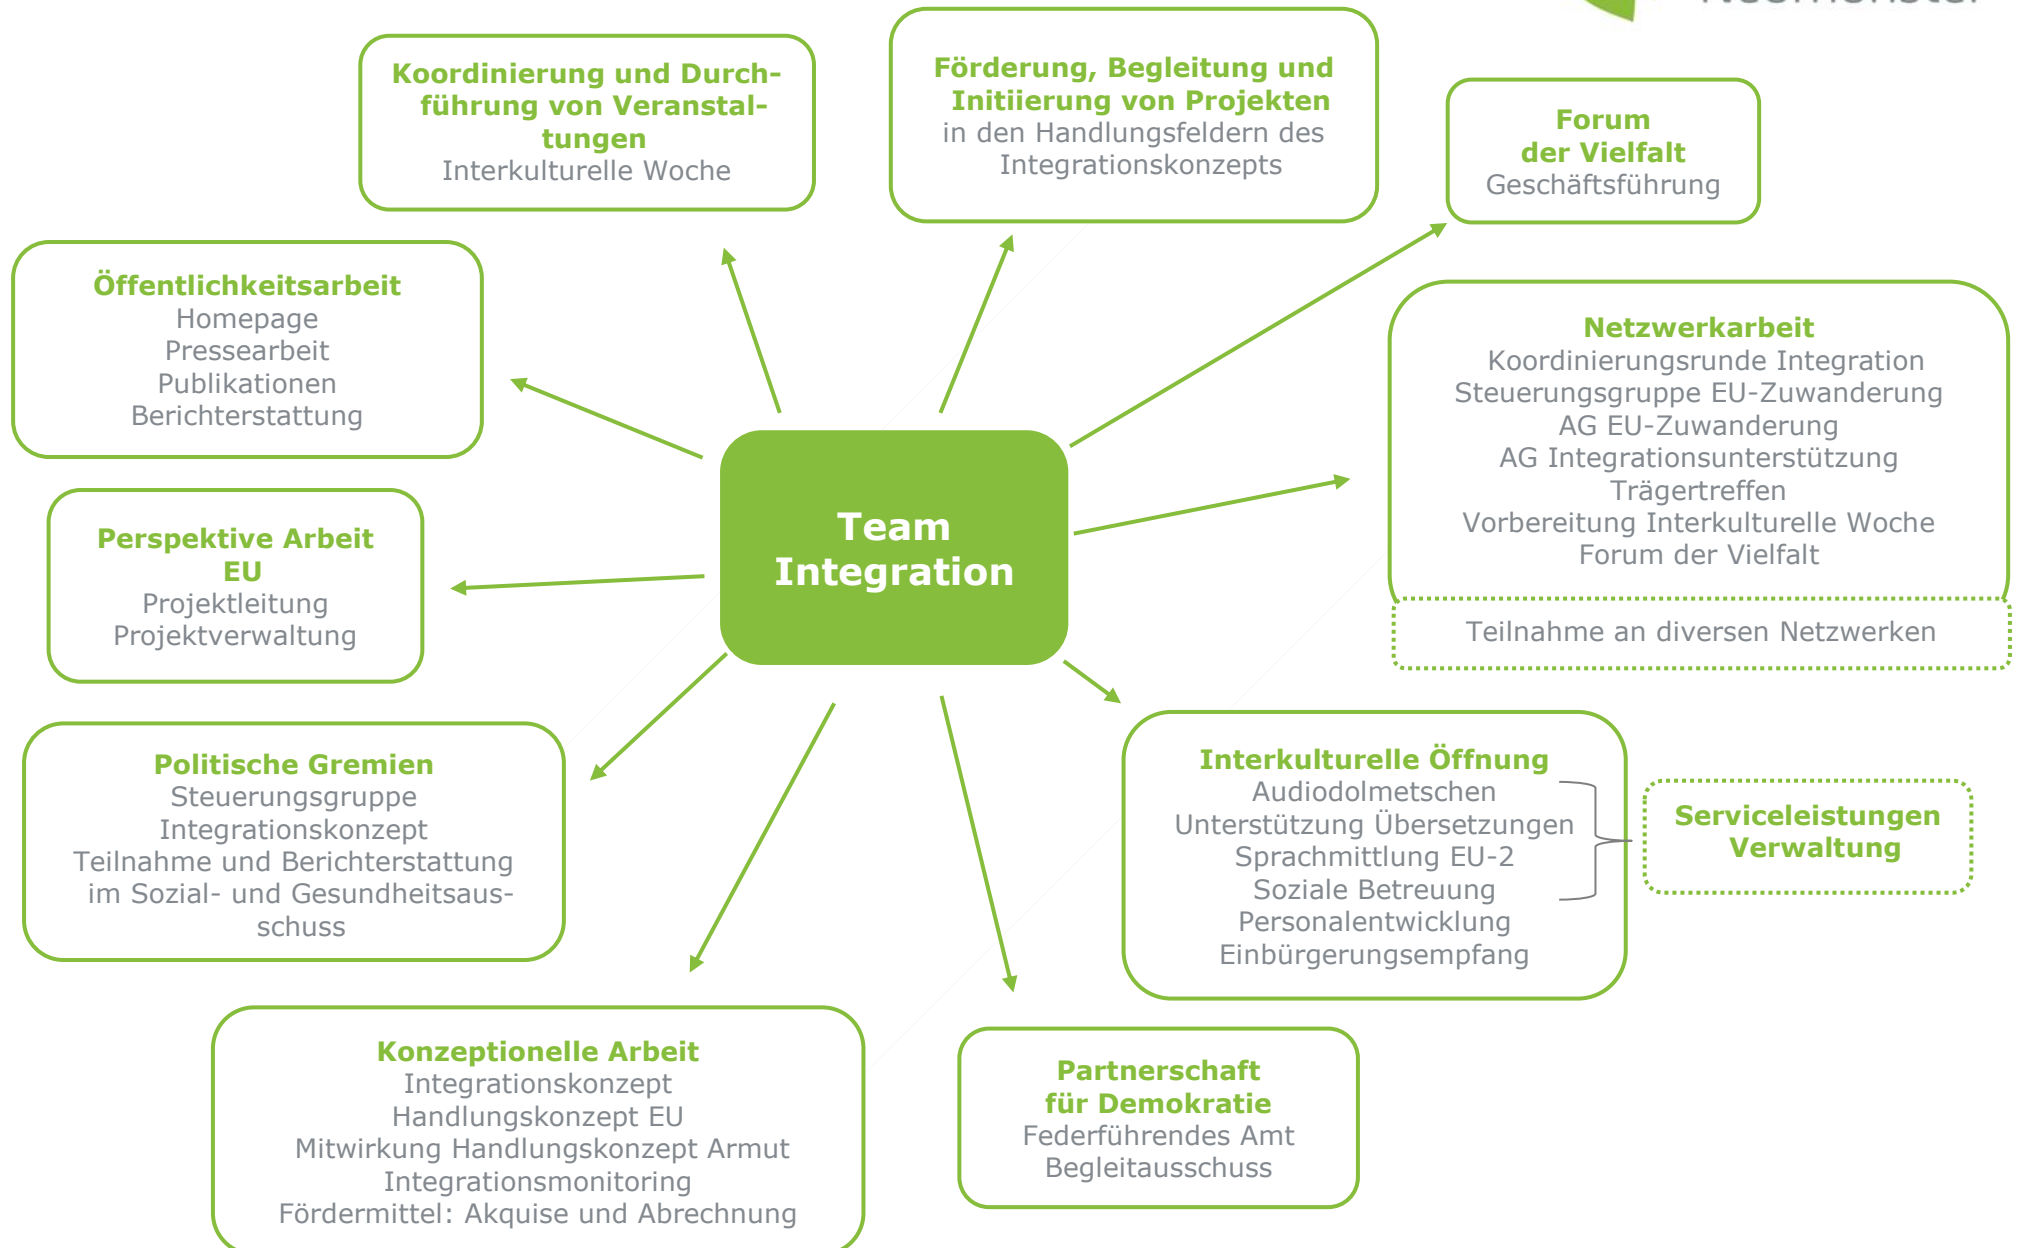 Koordinierung und Durch-
führung von Veranstal-
tungen
Interkulturelle Woche
Förderung, Begleitung und
Initiierung von Projekten
in den Handlungsfeldern des
Integrationskonzepts
Forum
der Vielfalt
Geschäftsführung
Öffentlichkeitsarbeit
Homepage
Pressearbeit
Publikationen
Berichterstattung
Netzwerkarbeit
Koordinierungsrunde Integration
Steuerungsgruppe EU-Zuwanderung
AG EU-Zuwanderung
AG Integrationsunterstützung
Trägertreffen
Vorbereitung Interkulturelle Woche
Forum der Vielfalt
Teilnahme an diversen Netzwerken
Team
Integration
Perspektive Arbeit
EU
Projektleitung
Projektverwaltung
Politische Gremien
Steuerungsgruppe
Integrationskonzept
Teilnahme und Berichterstattung
im Sozial- und Gesundheitsaus-
schuss
Interkulturelle Öffnung
Audiodolmetschen
Unterstützung Übersetzungen
Sprachmittlung EU-2
Soziale Betreuung
Personalentwicklung
Einbürgerungsempfang
Serviceleistungen
Verwaltung
Konzeptionelle Arbeit
Integrationskonzept
Handlungskonzept EU
Mitwirkung Handlungskonzept Armut
Integrationsmonitoring
Fördermittel: Akquise und Abrechnung
Partnerschaft
für Demokratie
Federführendes Amt
Begleitausschuss